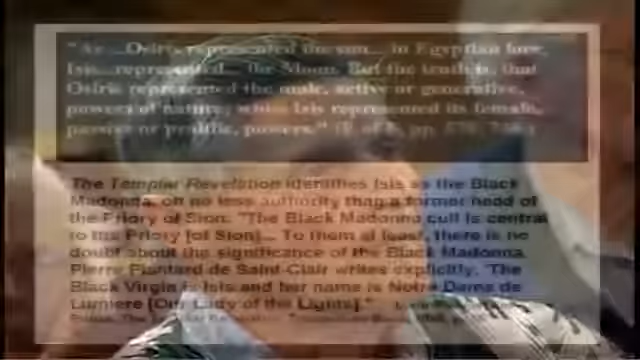 " As ...Osiris represented the sun... in Egyptian lore,
Isis...represented... the Moon. But the truth is, that
Osiris represented the male, active or generative,
powers of nature; while Isis represented its female,
passive or prolific, powers."
The Templar Revelation identifies Isis as the Black
Madonda, on no less authority than a former head of
the Priory of Sion. "The Black Madonna cult is central
to the Priory [of Sion]... To them at least, there is no
doubt about the significance of the Black Madonna.
Pierre Plantard de Saint-Clair writes explicitly. 'The
Black Virgin is Isis and her name is Notre Dame de
Lumiere [Our Lady of the Lights]."